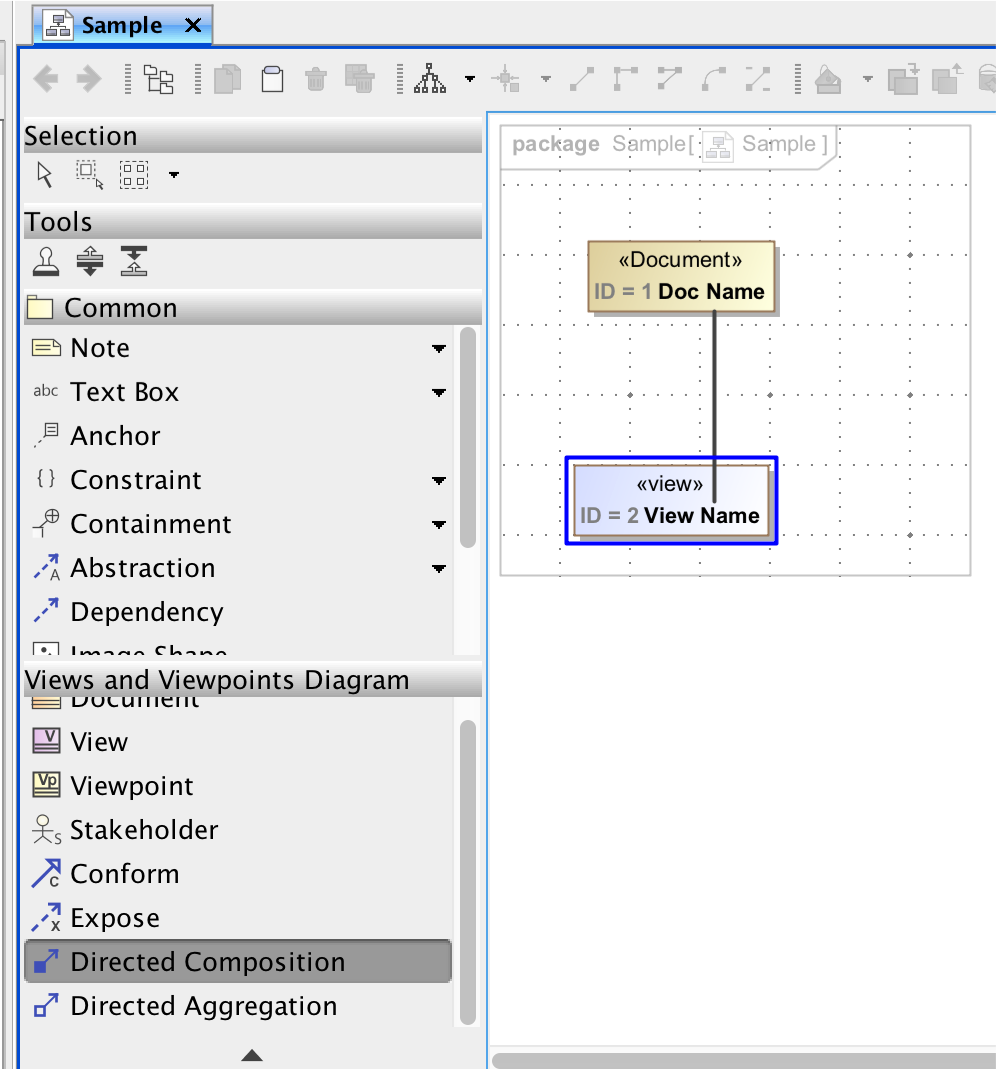 Sample
Selection
Tools
Common
Note
abc Text Box
Anchor
{ } Constraint
Containment
A Abstraction
Dependency
Image Shape
Views and Viewpoints Diagram
Document
V View
Vp Viewpoint
S Stakeholder
C Conform
X Expose
Directed Composition
Directed Aggregation
package Sample[ Sample ]
«Document»
ID = 1 Doc Name
«view»
ID = 2 View Name